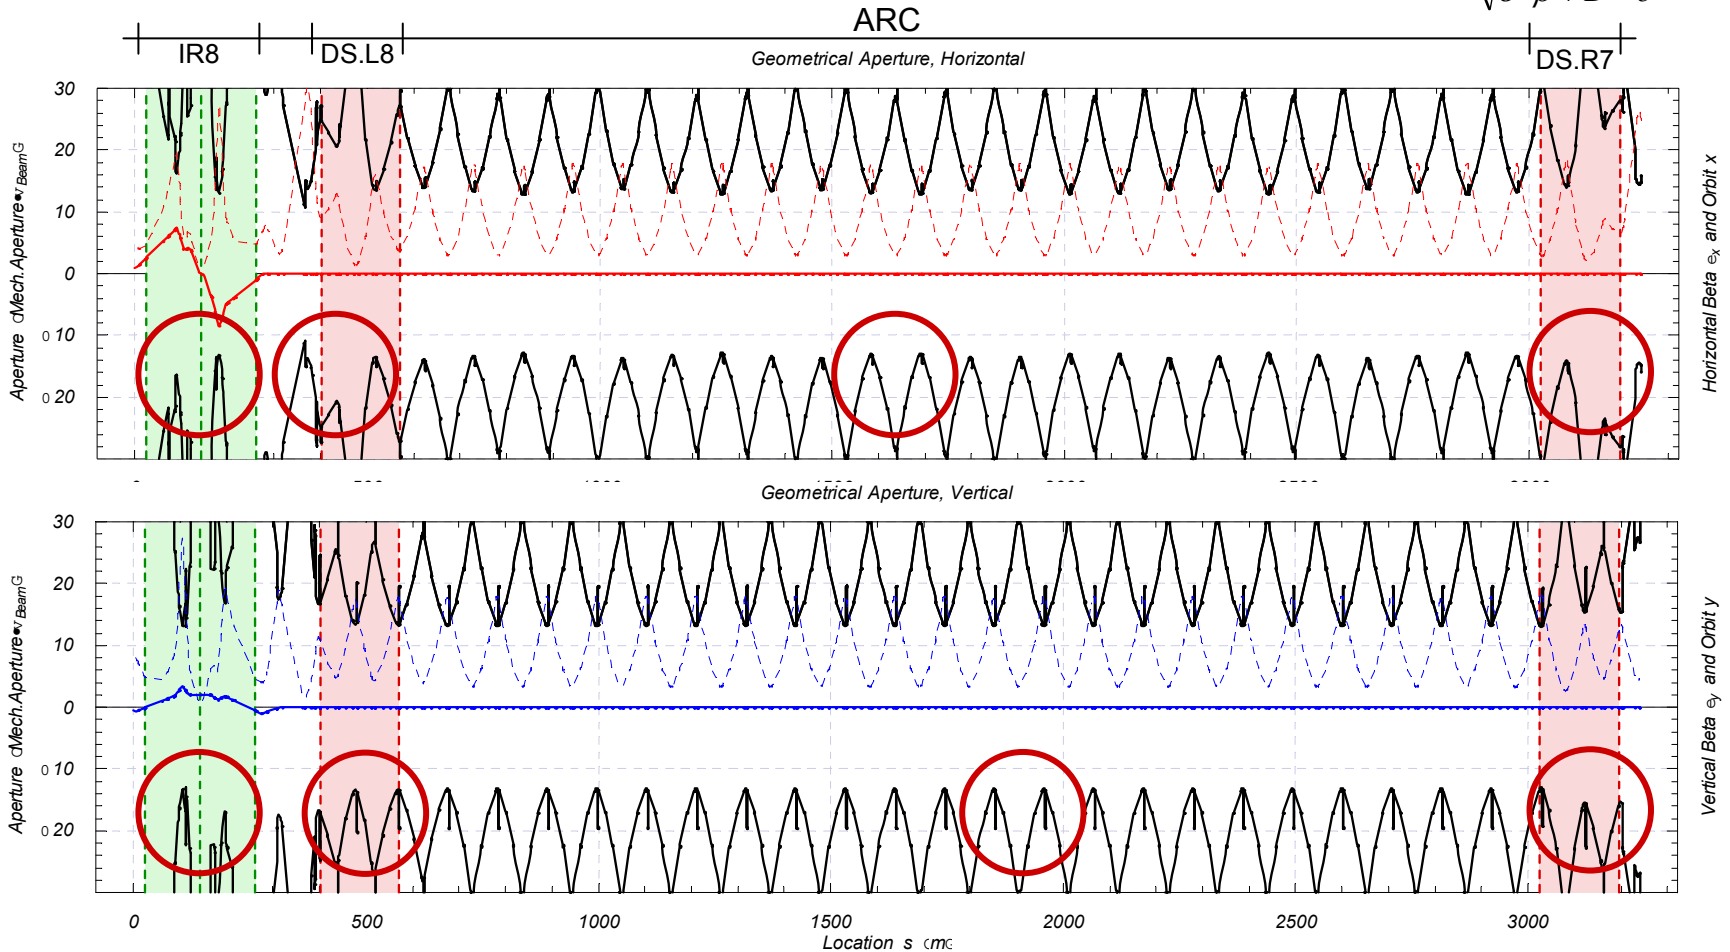 ARC
IR8
DS.L8
DS.R7
Geometrical Aperture, Horizontal
30
20
10
0
10
20
Horizontal Beta and Orbit x
Geometrical Aperture, Vertical
30
20
10
0
10
20
Vertical Beta and Orbit y
0
500
1000
1500
2000
2500
3000
Location s